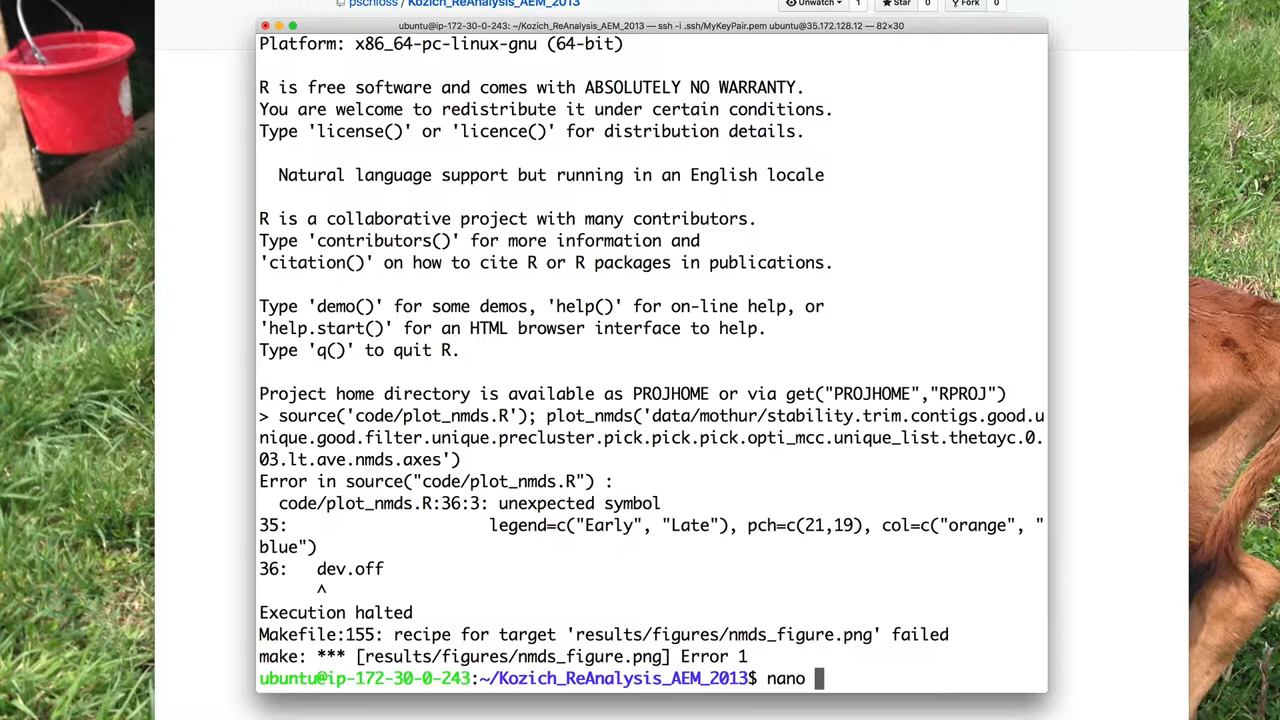 pschloss / Kozich_ReAnalysis_AEM_2013
Unwatch 1 Star 0 Fork 0
ubuntu@ip-172-30-0-243: ~/Kozich_ReAnalysis_AEM_2013 — ssh -i .ssh/MyKeyPair.pem ubuntu@35.172.128.12 — 82×30
Platform: x86_64-pc-linux-gnu (64-bit)
R is free software and comes with ABSOLUTELY NO WARRANTY.
You are welcome to redistribute it under certain conditions.
Type 'license()' or 'licence()' for distribution details.
Natural language support but running in an English locale
R is a collaborative project with many contributors.
Type 'contributors()' for more information and
'citation()' on how to cite R or R packages in publications.
Type 'demo()' for some demos, 'help()' for on-line help, or
'help.start()' for an HTML browser interface to help.
Type 'q()' to quit R.
Project home directory is available as PROJHOME or via get("PROJHOME","RPROJ")
> source('code/plot_nmds.R'); plot_nmds('data/mothur/stability.trim.contigs.good.u
nique.good.filter.unique.precluster.pick.pick.pick.opti_mcc.unique_list.thetayc.0.
03.lt.ave.nmds.axes')
Error in source("code/plot_nmds.R") :
code/plot_nmds.R:36:3: unexpected symbol
35: legend=c("Early", "Late"), pch=c(21,19), col=c("orange", "
blue")
36: dev.off
^
Execution halted
Makefile:155: recipe for target 'results/figures/nmds_figure.png' failed
make: *** [results/figures/nmds_figure.png] Error 1
ubuntu@ip-172-30-0-243:~/Kozich_ReAnalysis_AEM_2013$ nano